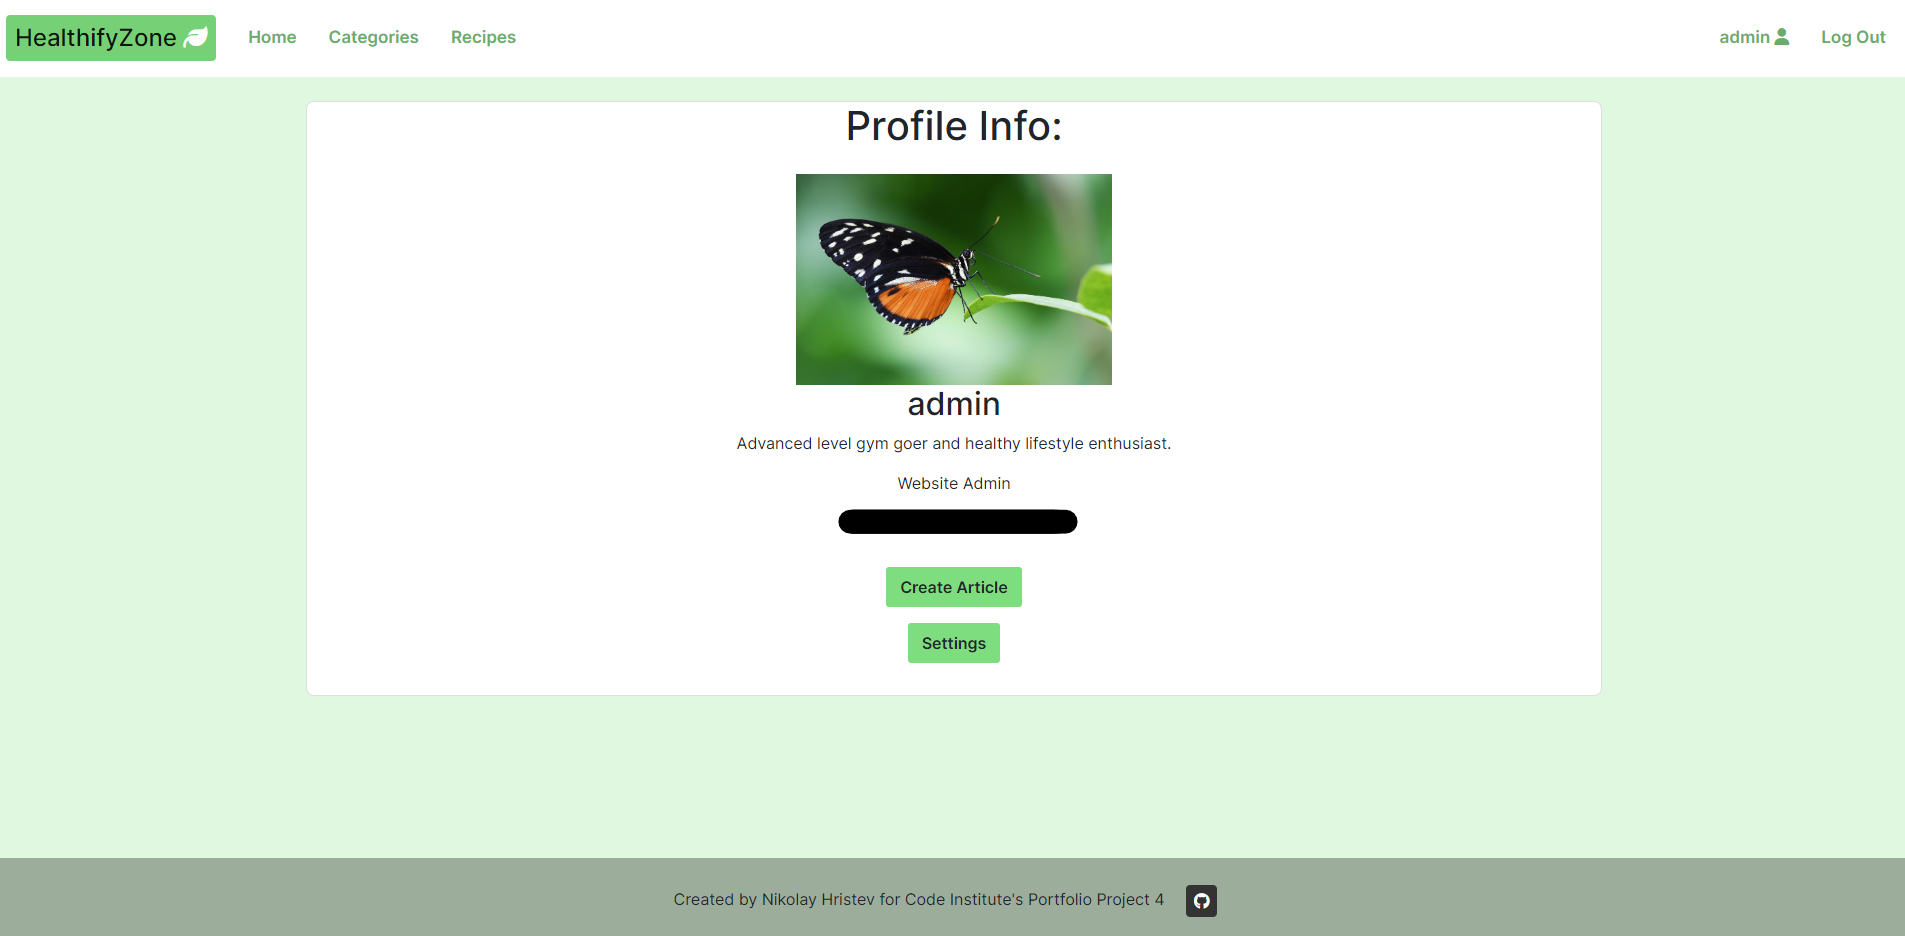 HealthifyZone
Home
Categories
Recipes
admin
Log Out
Profile Info:
admin
Advanced level gym goer and healthy lifestyle enthusiast.
Website Admin
Create Article
Settings
Created by Nikolay Hristev for Code Institute's Portfolio Project 4